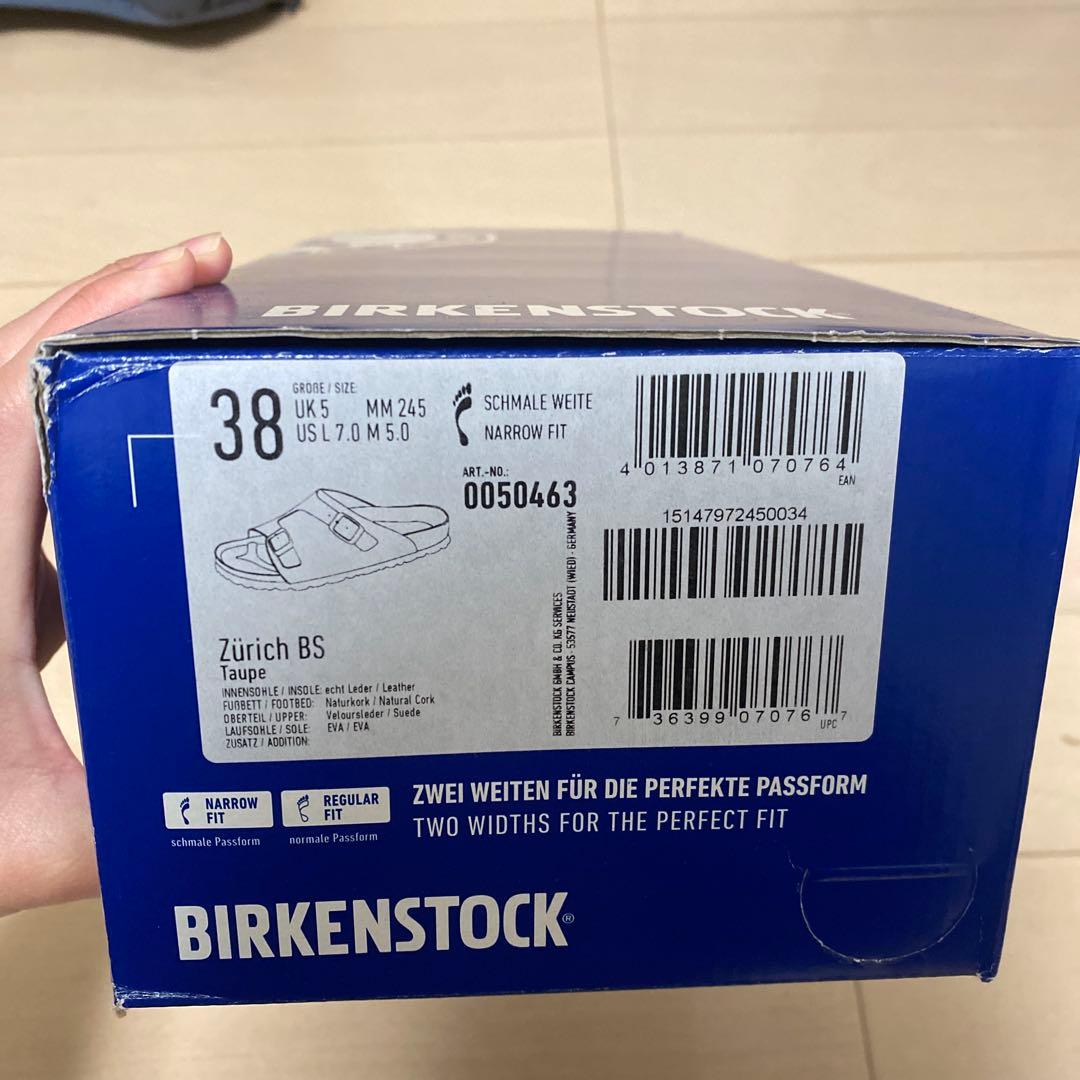 BIRKENSTOCK
38
GRÖßE / SIZE
UK 5 MM 245
US L 7.0 M 5.0
SCHMALE WEITE
NARROW FIT
ART.-NO.:
0050463
4 013871 070764
EAN
15147972450034
BIRKENSTOCK GMBH & CO. KG SERVICES
BIRKENSTOCK CAMPUS - 53577 NEUSTADT (WIED) - GERMANY
Zürich BS
Taupe
INNENSOHLE / INSOLE: echt Leder / Leather
FUßBETT / FOOTBED: Naturkork / Natural Cork
OBERTEIL / UPPER: Veloursleder / Suede
LAUFSOHLE / SOLE: EVA / EVA
ZUSATZ / ADDITION:
7 36399 07076 7
UPC
NARROW FIT
schmale Passform
REGULAR FIT
normale Passform
ZWEI WEITEN FÜR DIE PERFEKTE PASSFORM
TWO WIDTHS FOR THE PERFECT FIT
BIRKENSTOCK®